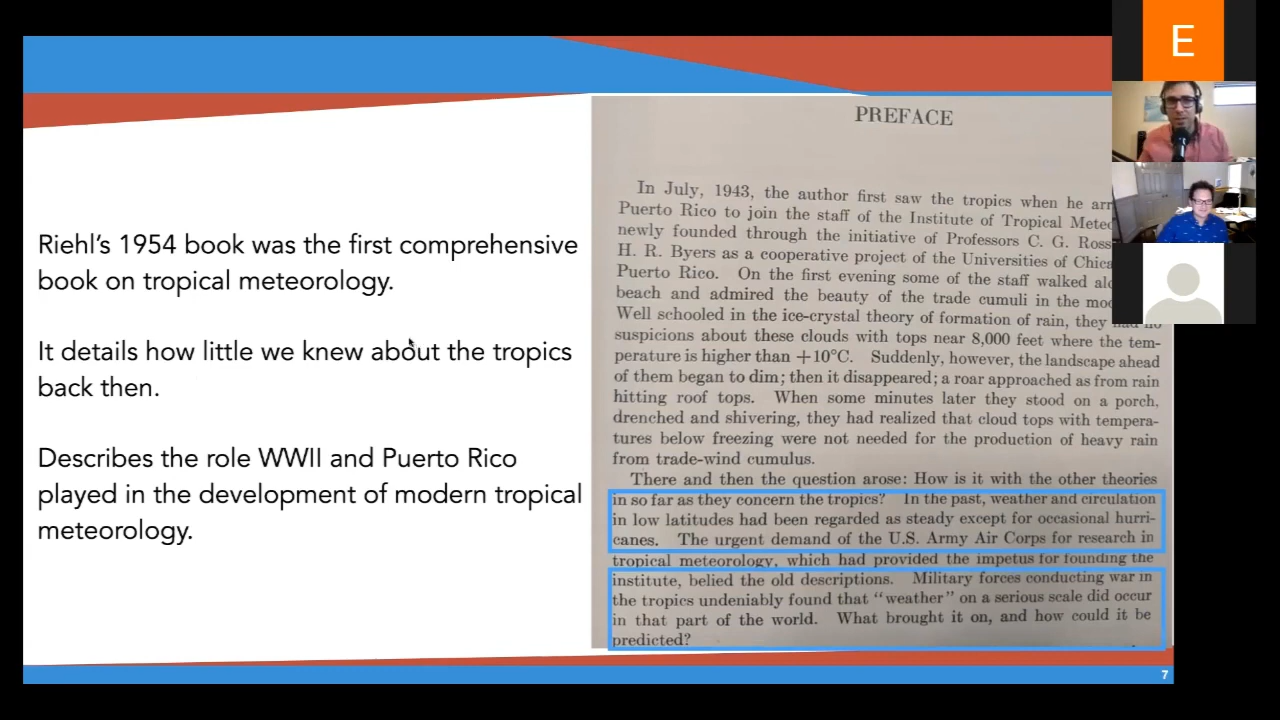 E
Riehl's 1954 book was the first comprehensive
book on tropical meteorology.
It details how little we knew about the tropics
back then.
Describes the role WWII and Puerto Rico
played in the development of modern tropical
meteorology.
PREFACE
In July, 1943, the author first saw the tropics when he arr
Puerto Rico to join the staff of the Institute of Tropical Meteo
newly founded through the initiative of Professors C. G. Ross
H. R. Byers as a cooperative project of the Universities of Chica
Puerto Rico. On the first evening some of the staff walked alo
beach and admired the beauty of the trade cumuli in the moo
Well schooled in the ice-crystal theory of formation of rain, they had no
suspicions about these clouds with tops near 8,000 feet where the tem-
perature is higher than +10°C. Suddenly, however, the landscape ahead
of them began to dim; then it disappeared; a roar approached as from rain
hitting roof tops. When some minutes later they stood on a porch,
drenched and shivering, they had realized that cloud tops with tempera-
tures below freezing were not needed for the production of heavy rain
from trade-wind cumulus.
There and then the question arose: How is it with the other theories
in so far as they concern the tropics? In the past, weather and circulation
in low latitudes had been regarded as steady except for occasional hurri-
canes. The urgent demand of the U.S. Army Air Corps for research in
tropical meteorology, which had provided the impetus for founding the
institute, belied the old descriptions. Military forces conducting war in
the tropics undeniably found that "weather" on a serious scale did occur
in that part of the world. What brought it on, and how could it be
predicted?
7